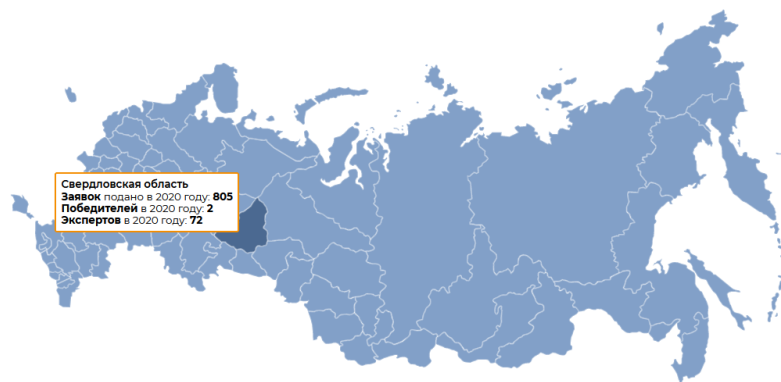 Свердловская область
Заявок подано в 2020 году: 805
Победителей в 2020 году: 2
Экспертов в 2020 году: 72